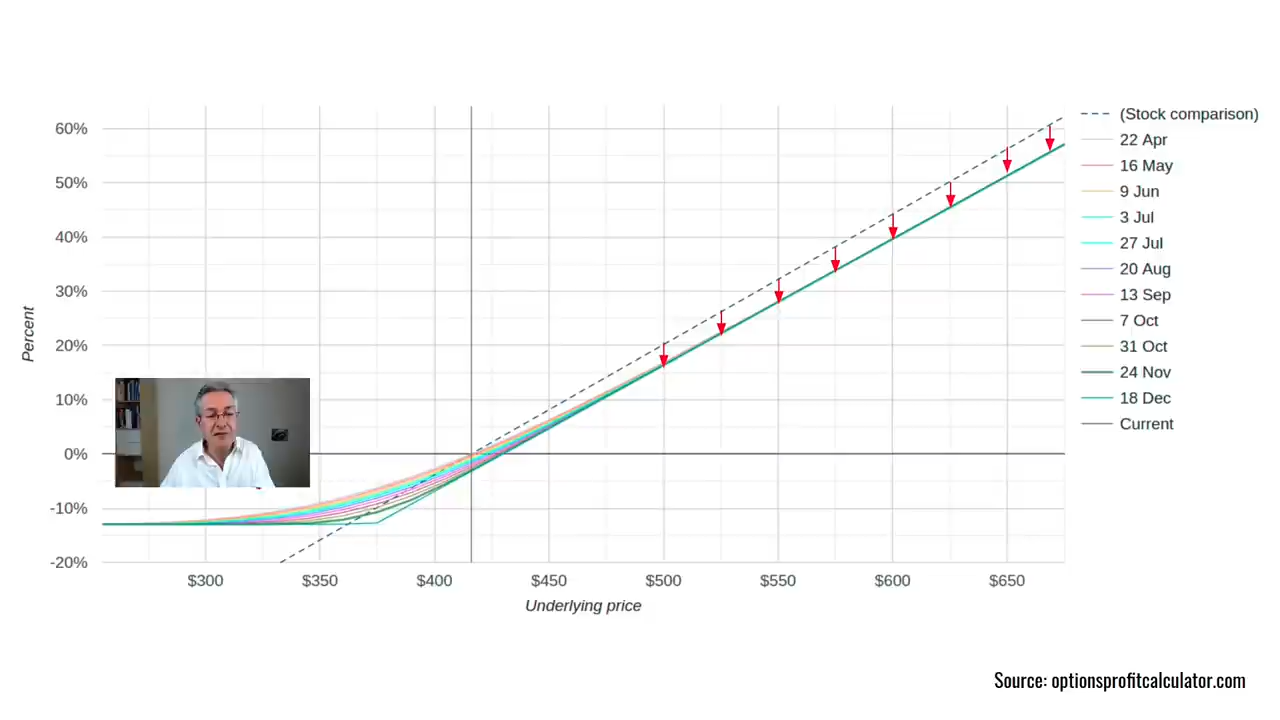 60%
50%
40%
30%
20%
10%
0%
-10%
-20%
Percent
$300 $350 $400 $450 $500 $550 $600 $650
Underlying price
(Stock comparison)
22 Apr
16 May
9 Jun
3 Jul
27 Jul
20 Aug
13 Sep
7 Oct
31 Oct
24 Nov
18 Dec
Current
Source: optionsprofitcalculator.com